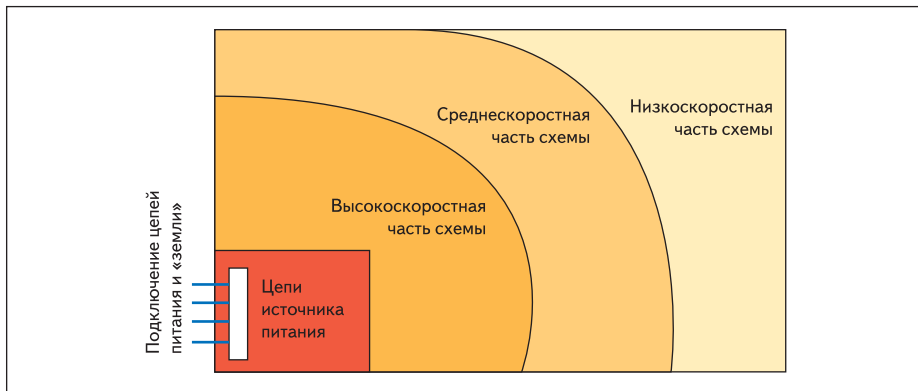 Низкоскоростная
часть схемы
Среднескоростная
часть схемы
Высокоскоростная
часть схемы
Подключение цепей
питания и «земли»
Цепи
источника
питания